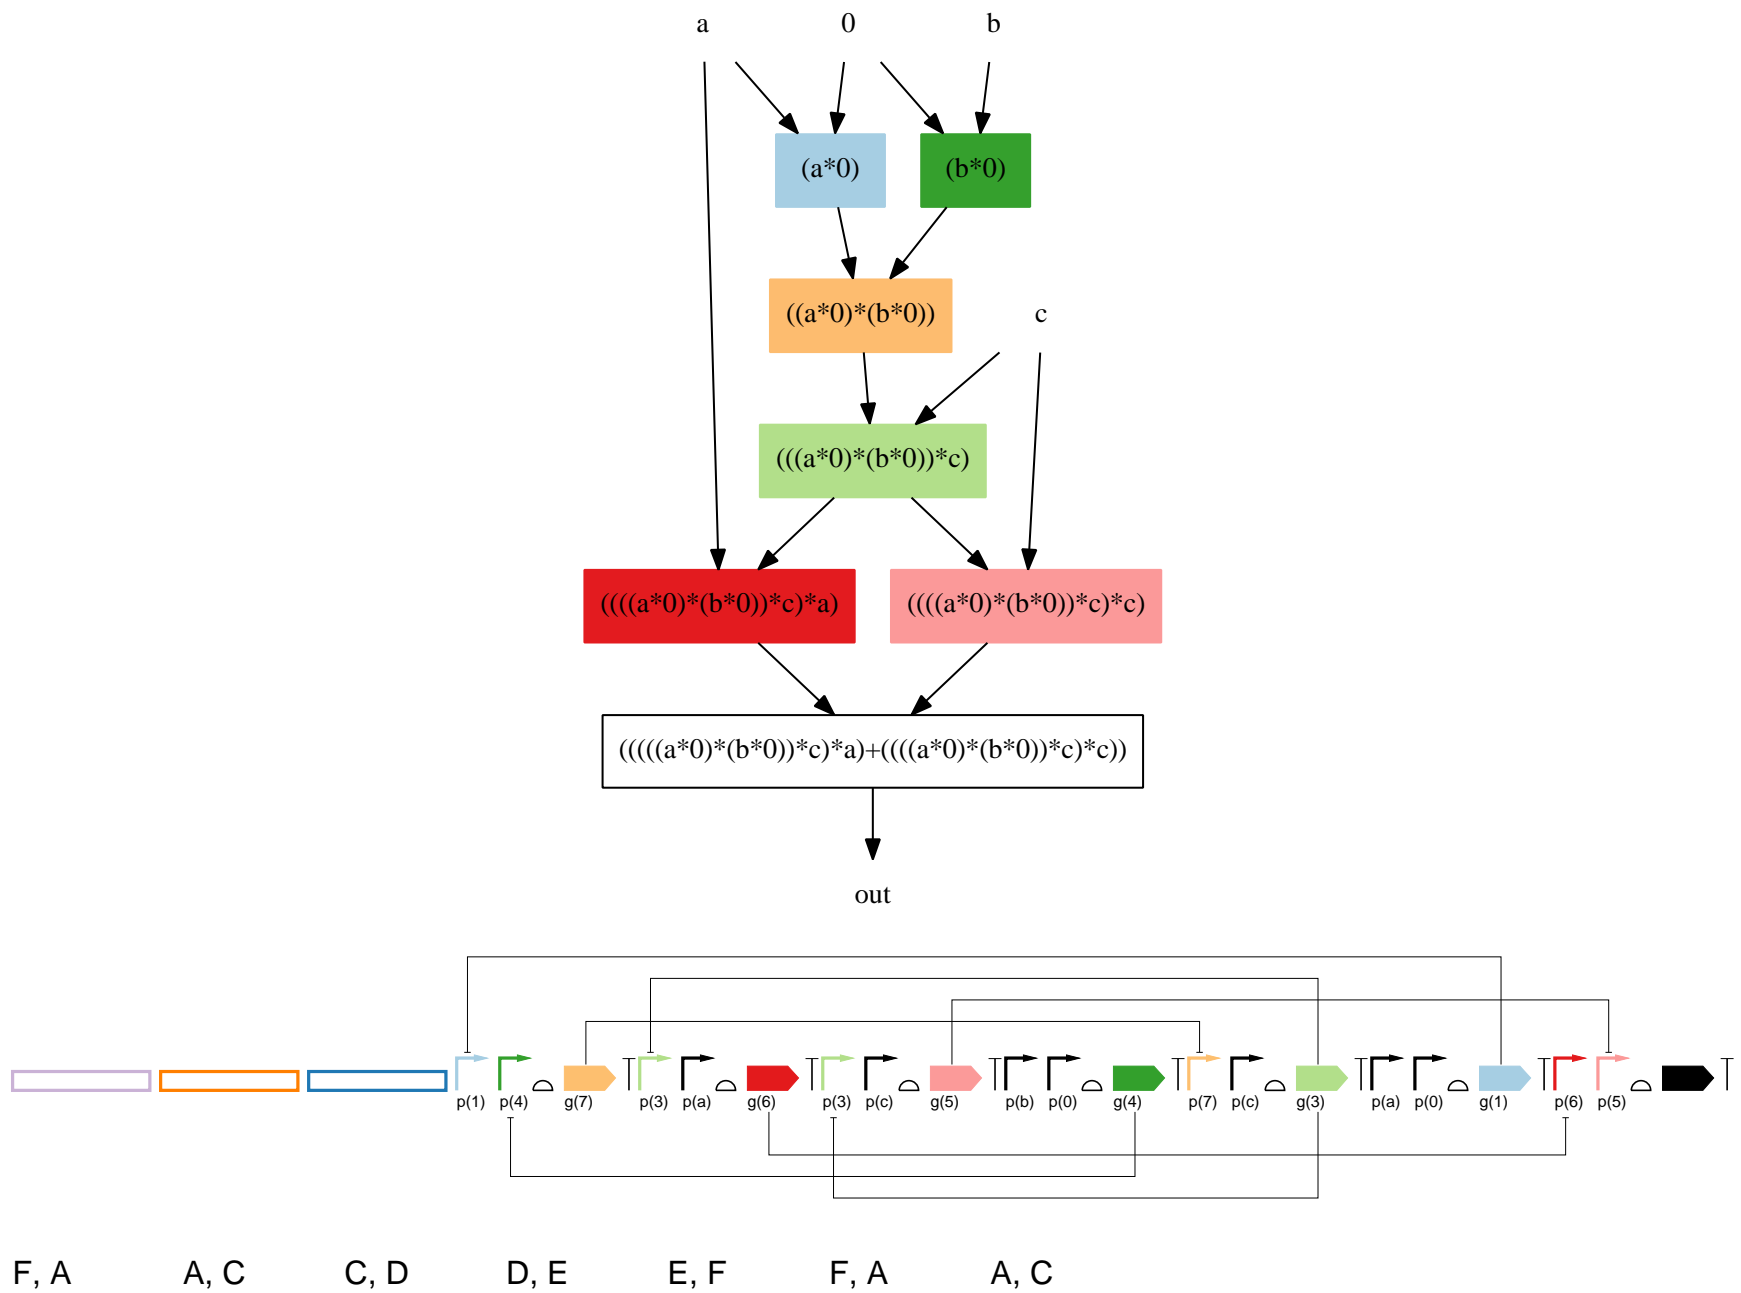 a 0 b
(a*0) (b*0)
((a*0)*(b*0)) c
(((a*0)*(b*0))*c)
((((a*0)*(b*0))*c)*a) ((((a*0)*(b*0))*c)*c)
(((((a*0)*(b*0))*c)*a)+((((a*0)*(b*0))*c)*c))
out
p(1) p(4) g(7) p(3) p(a) g(6) p(3) p(c) g(5) p(b) p(0) g(4) p(7) p(c) g(3) p(a) p(0) g(1) p(6) p(5)
F, A A, C C, D D, E E, F F, A A, C